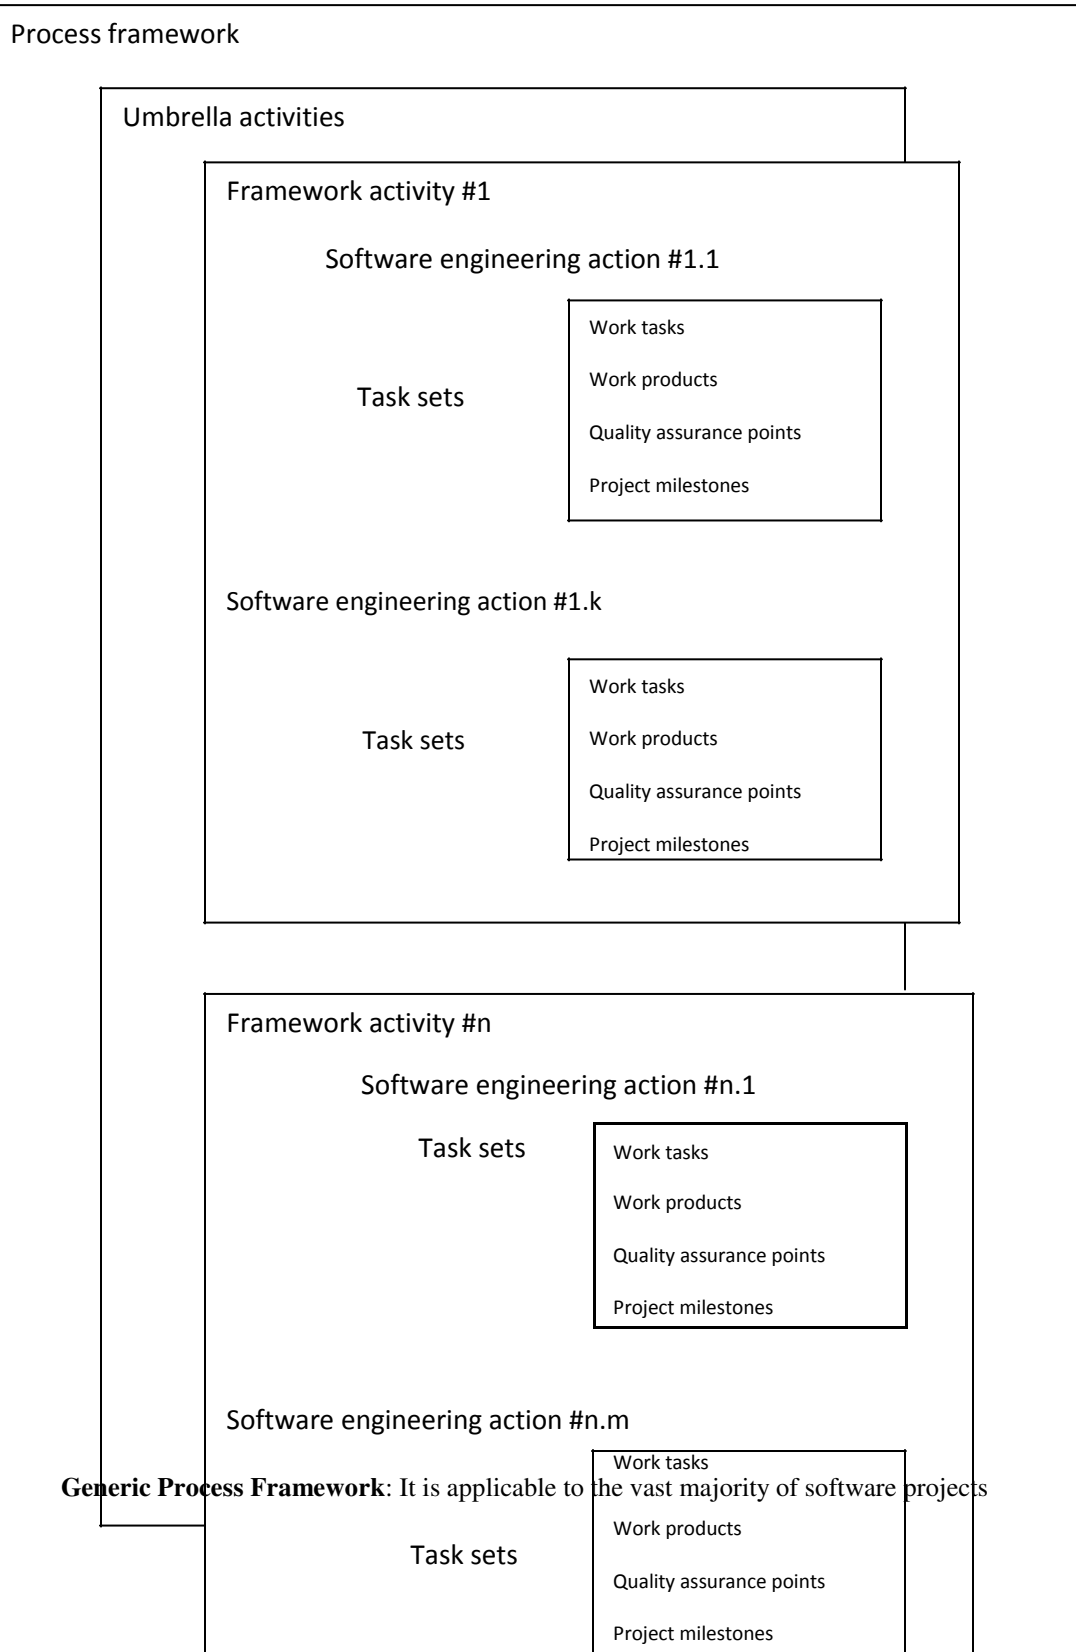 Process framework
Umbrella activities
Framework activity #1
Software engineering action #1.1
Work tasks
Work products
Task sets
Quality assurance points
Project milestones
Software engineering action #1.k
Work tasks
Task sets
Work products
Quality assurance points
Project milestones
Framework activity #n
Software engineering action #n.1
Task sets
Work tasks
Work products
Quality assurance points
Project milestones
Software engineering action #n.m
Work tasks
Generic Process Framework: It is applicable to the vast majority of software projects
Work products
Task sets
Quality assurance points
Project milestones